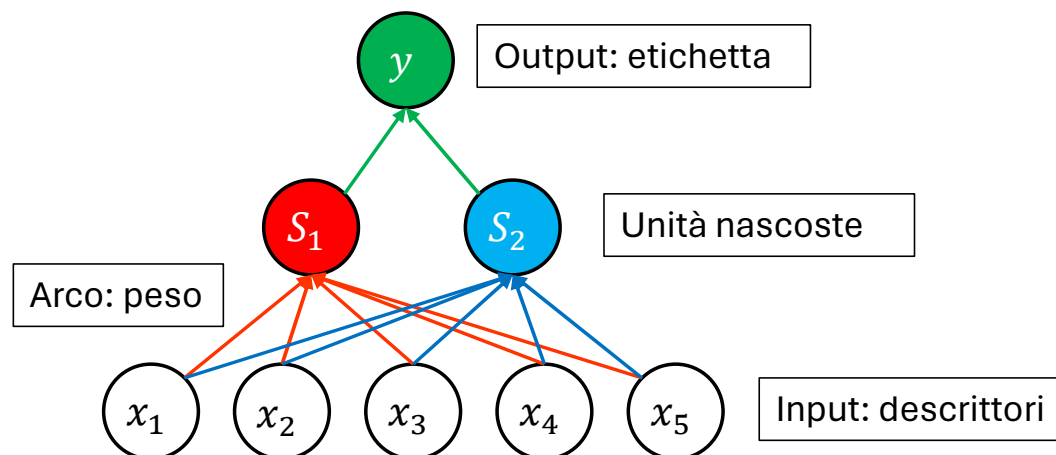 y
Output: etichetta
S₁
S₂
Unità nascoste
Arco: peso
x₁
x₂
x₃
x₄
x₅
Input: descrittori